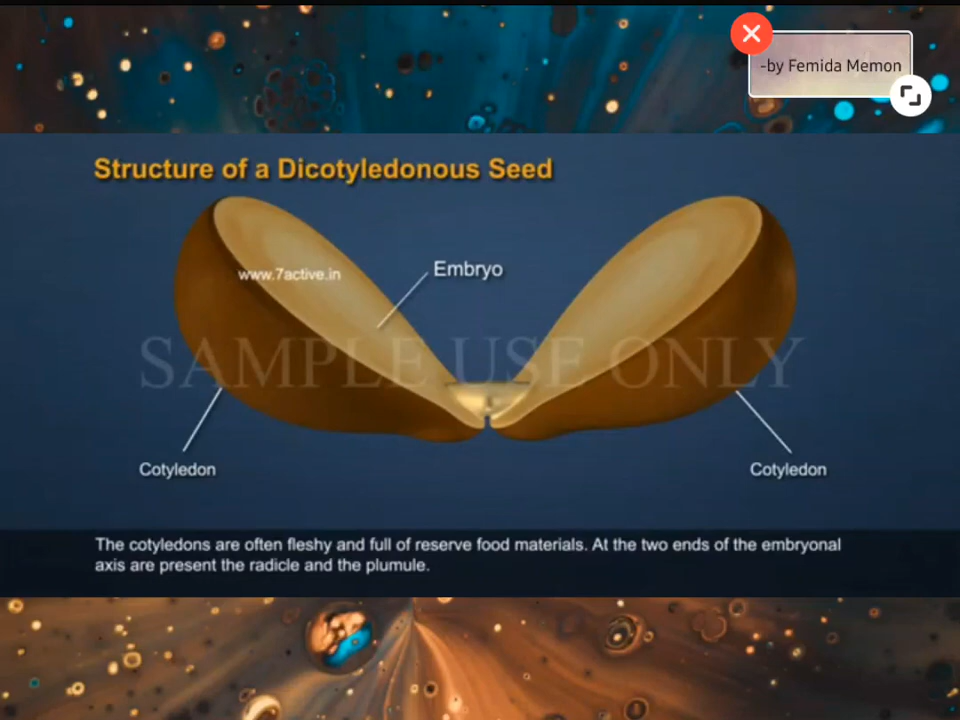 -by Femida Memon
Structure of a Dicotyledonous Seed
Embryo
www.7active.in
SAMPLE USE ONLY
Cotyledon
Cotyledon
The cotyledons are often fleshy and full of reserve food materials. At the two ends of the embryonal
axis are present the radicle and the plumule.